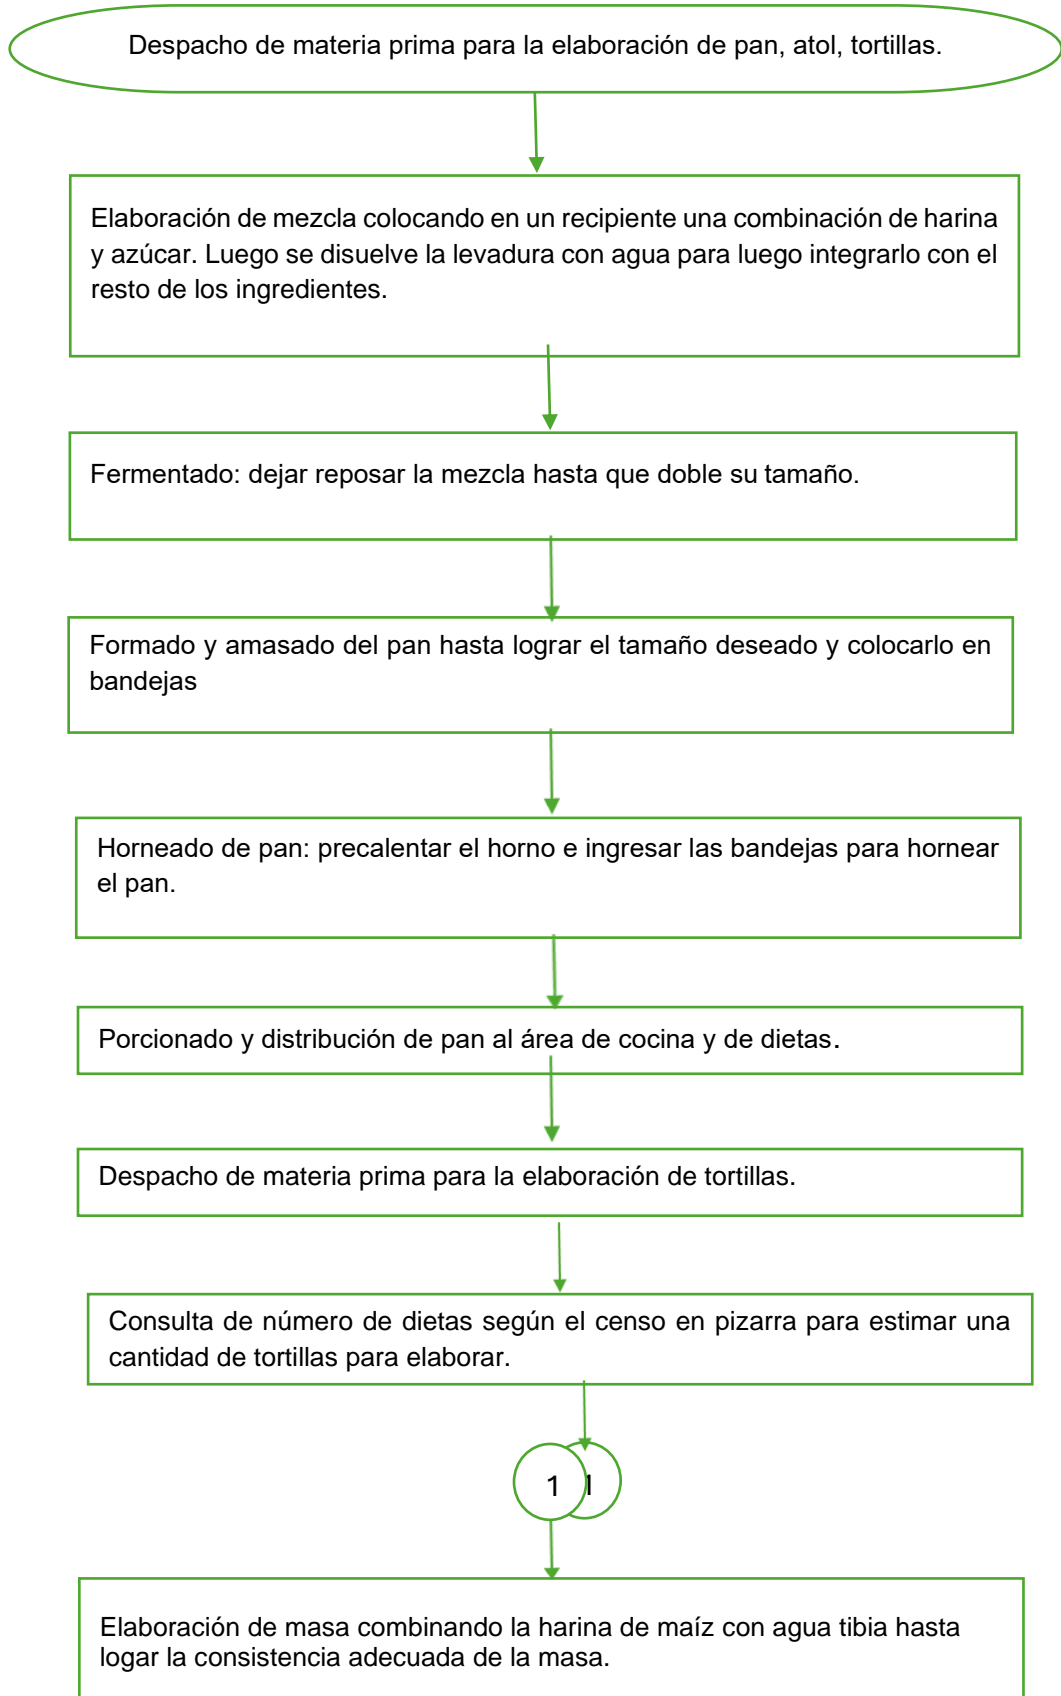 Despacho de materia prima para la elaboración de pan, atol, tortillas.
Elaboración de mezcla colocando en un recipiente una combinación de harina
y azúcar. Luego se disuelve la levadura con agua para luego integrarlo con el
resto de los ingredientes.
Fermentado: dejar reposar la mezcla hasta que doble su tamaño.
Formado y amasado del pan hasta lograr el tamaño deseado y colocarlo en
bandejas
Horneado de pan: precalentar el horno e ingresar las bandejas para hornear
el pan.
Porcionado y distribución de pan al área de cocina y de dietas.
Despacho de materia prima para la elaboración de tortillas.
Consulta de número de dietas según el censo en pizarra para estimar una
cantidad de tortillas para elaborar.
1 1
Elaboración de masa combinando la harina de maíz con agua tibia hasta
logar la consistencia adecuada de la masa.